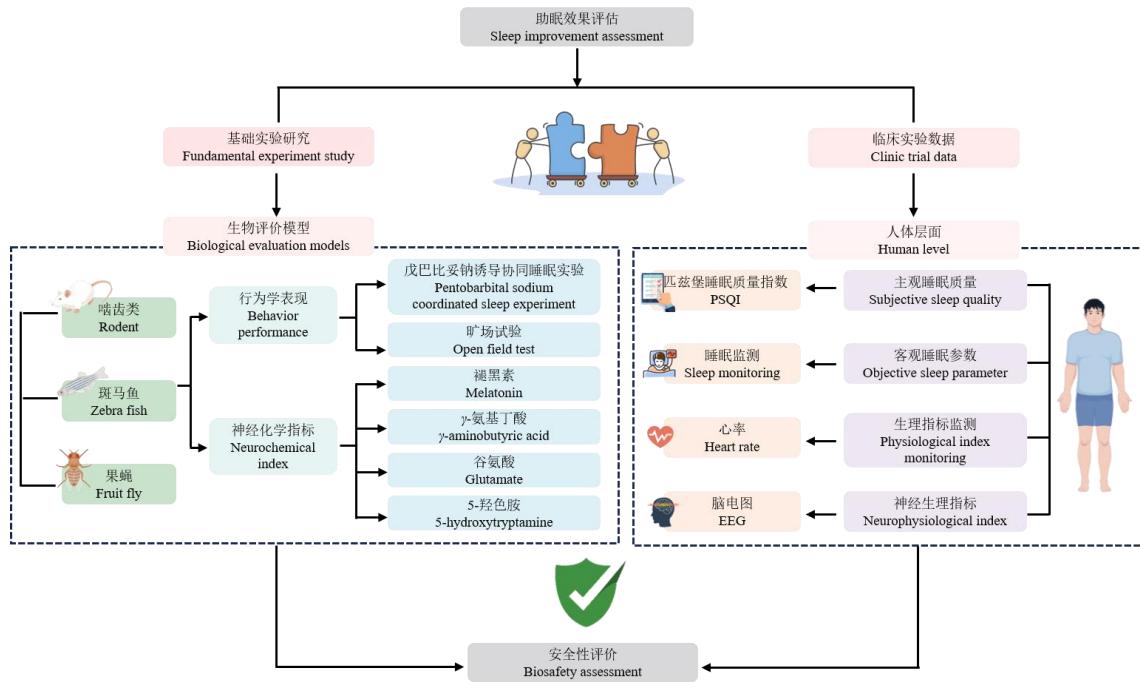 助眠效果评估
Sleep improvement assessment
基础实验研究
Fundamental experiment study
临床实验数据
Clinic trial data
生物评价模型
Biological evaluation models
人体层面
Human level
啮齿类
Rodent
斑马鱼
Zebra fish
果蝇
Fruit fly
行为学表现
Behavior
performance
神经化学指标
Neurochemical
index
戊巴比妥钠诱导协同睡眠实验
Pentobarbital sodium
coordinated sleep experiment
旷场试验
Open field test
褪黑素
Melatonin
γ-氨基丁酸
γ-aminobutyric acid
谷氨酸
Glutamate
5-羟色胺
5-hydroxytryptamine
匹兹堡睡眠质量指数
PSQI
主观睡眠质量
Subjective sleep quality
睡眠监测
Sleep monitoring
客观睡眠参数
Objective sleep parameter
心率
Heart rate
生理指标监测
Physiological index
monitoring
脑电图
EEG
神经生理指标
Neurophysiological index
安全性评价
Biosafety assessment